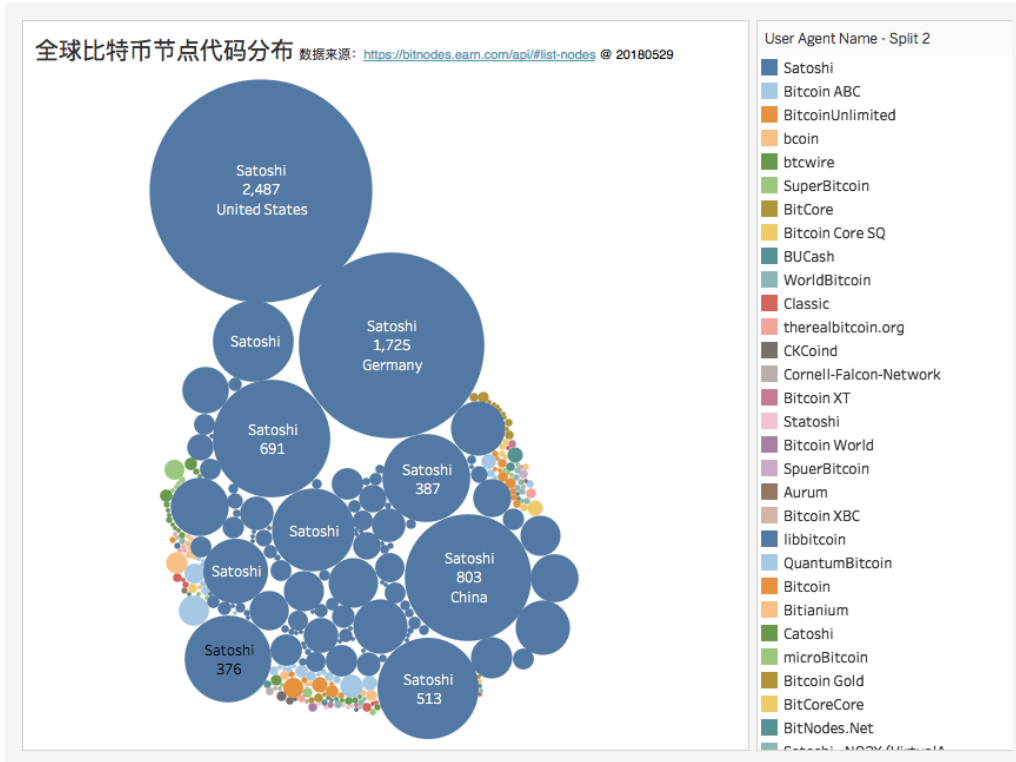 全球比特币节点代码分布 数据来源：https://bitnodes.earn.com/api/#list-nodes @ 20180529
Satoshi
2,487
United States
Satoshi
1,725
Germany
Satoshi
Satoshi
691
Satoshi
387
Satoshi
Satoshi
803
China
Satoshi
Satoshi
376
Satoshi
513
User Agent Name - Split 2
Satoshi
Bitcoin ABC
BitcoinUnlimited
bcoin
btcwire
SuperBitcoin
BitCore
Bitcoin Core SQ
BUCash
WorldBitcoin
Classic
therealbitcoin.org
CKCoind
Cornell-Falcon-Network
Bitcoin XT
Statoshi
Bitcoin World
SpuerBitcoin
Aurum
Bitcoin XBC
libbitcoin
QuantumBitcoin
Bitcoin
Bitianium
Catoshi
microBitcoin
Bitcoin Gold
BitCoreCore
BitNodes.Net